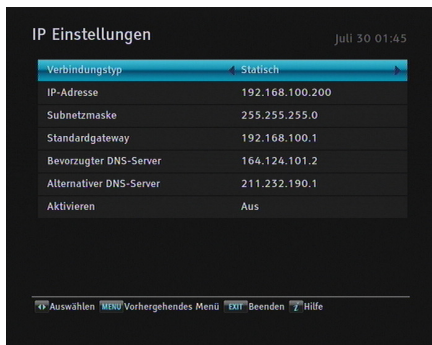 IP Einstellungen
Juli 30 01:45
Verbindungstyp Statisch
IP-Adresse 192.168.100.200
Subnetzmaske 255.255.255.0
Standardgateway 192.168.100.1
Bevorzugter DNS-Server 164.124.101.2
Alternativer DNS-Server 211.232.190.1
Aktivieren Aus
Auswählen MENU Vorhergehendes Menü EXIT Beenden i Hilfe